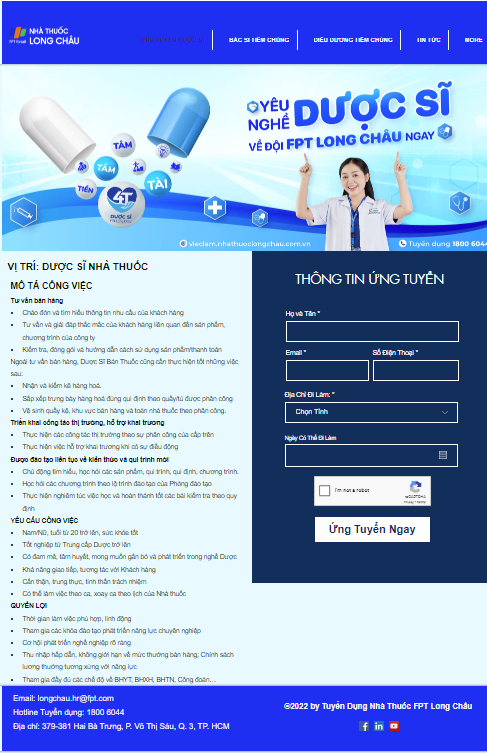 NHÀ THUỐC
FPT Retail LONG CHÂU
BÁC SĨ TIÊM CHỦNG
ĐIỀU DƯỠNG TIÊM CHỦNG
TIN TỨC
MORE
YÊU NGHỀ DƯỢC SĨ
VỀ ĐỘI FPT LONG CHÂU NGAY
TÂM
TẦM
TIẾN
TÀI
4T
DƯỢC SĨ
vieclam.nhathuoclongchau.com.vn
Tuyển dụng 1800 6044
VỊ TRÍ: DƯỢC SĨ NHÀ THUỐC
MÔ TẢ CÔNG VIỆC
Tư vấn bán hàng
Chào đón và tìm hiểu thông tin nhu cầu của khách hàng
Tư vấn và giải đáp thắc mắc của khách hàng liên quan đến sản phẩm,
chương trình của công ty
Kiểm tra, đóng gói và hướng dẫn cách sử dụng sản phẩm/thanh toán
Ngoài tư vấn bán hàng, Dược Sĩ Bán Thuốc cũng cần thực hiện tốt những việc
sau:
Nhận và kiểm kê hàng hoá.
Sắp xếp trưng bày hàng hoá đúng qui định theo quầy/tủ được phân công
Vệ sinh quầy kệ, khu vực bán hàng và toàn nhà thuốc theo phân công.
Triển khai công tác thị trường, hỗ trợ khai trương
Thực hiện các công tác thị trường theo sự phân công của cấp trên
Thực hiện việc hỗ trợ khai trương khi có sự điều động
Được đào tạo liên tục về kiến thức và qui trình mới
Chủ động tìm hiểu, học hỏi các sản phẩm, qui trình, qui định, chương trình.
Học hỏi các chương trình theo lộ trình đào tạo của Phòng đào tạo
Thực hiện nghiêm túc việc học và hoàn thành tốt các bài kiểm tra theo quy
định
YÊU CẦU CÔNG VIỆC
Nam/Nữ, tuổi từ 20 trở lên, sức khỏe tốt
Tốt nghiệp từ Trung cấp Dược trở lên
Có đam mê, tâm huyết, mong muốn gắn bó và phát triển trong nghề Dược
Khả năng giao tiếp, tương tác với Khách hàng
Cẩn thận, trung thực, tinh thần trách nhiệm
Có thể làm việc theo ca, xoay ca theo lịch của Nhà thuốc
QUYỀN LỢI
Thời gian làm việc phù hợp, linh động
Tham gia các khóa đào tạo phát triển năng lực chuyên nghiệp
Cơ hội phát triển nghề nghiệp rõ ràng
Thu nhập hấp dẫn, không giới hạn về mức thưởng bán hàng; Chính sách
lương thưởng tương xứng với năng lực
Tham gia đầy đủ các chế độ về BHYT, BHXH, BHTN, Công đoàn…
THÔNG TIN ỨNG TUYỂN
Họ và Tên *
Email *
Số Điện Thoại *
Địa Chỉ Đi Làm: *
Chọn Tỉnh
Ngày Có Thể Đi Làm
I'm not a robot
reCAPTCHA
Privacy - Terms
Ứng Tuyển Ngay
Email: longchau.hr@fpt.com
Hotline Tuyển dụng: 1800 6044
Địa chỉ: 379-381 Hai Bà Trưng, P. Võ Thị Sáu, Q. 3, TP. HCM
©2022 by Tuyển Dụng Nhà Thuốc FPT Long Châu